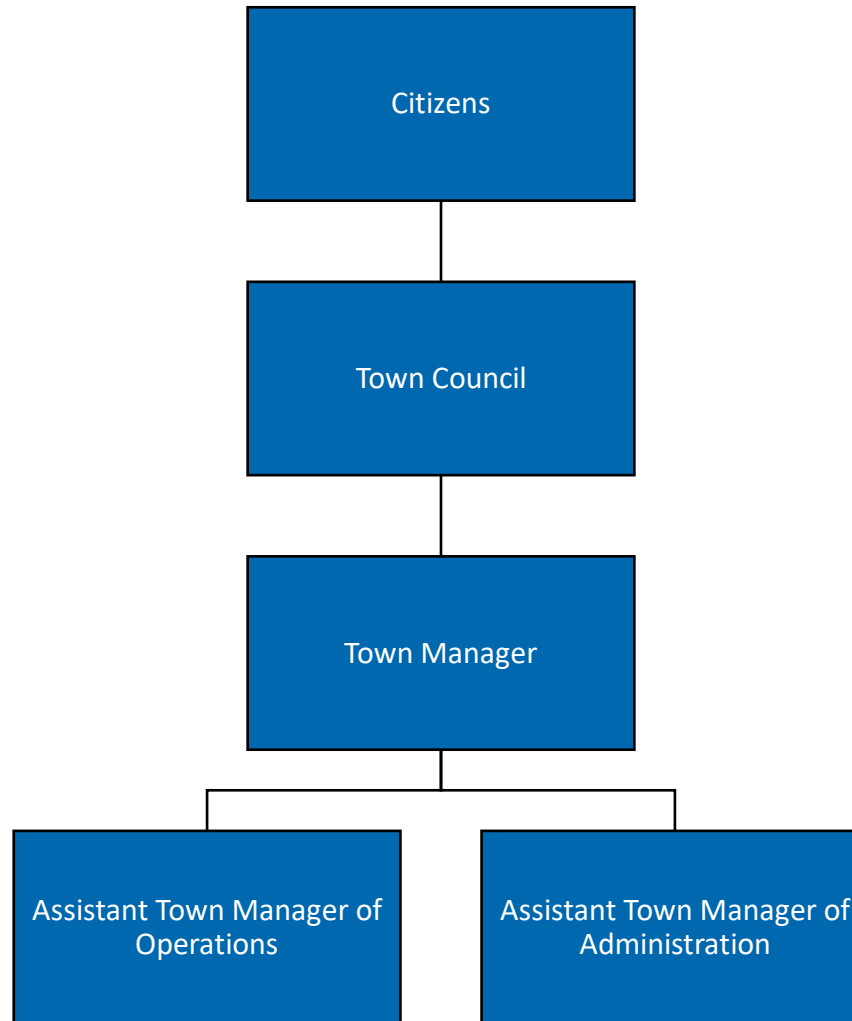 Citizens
Town Council
Town Manager
Assistant Town Manager of
Operations
Assistant Town Manager of
Administration